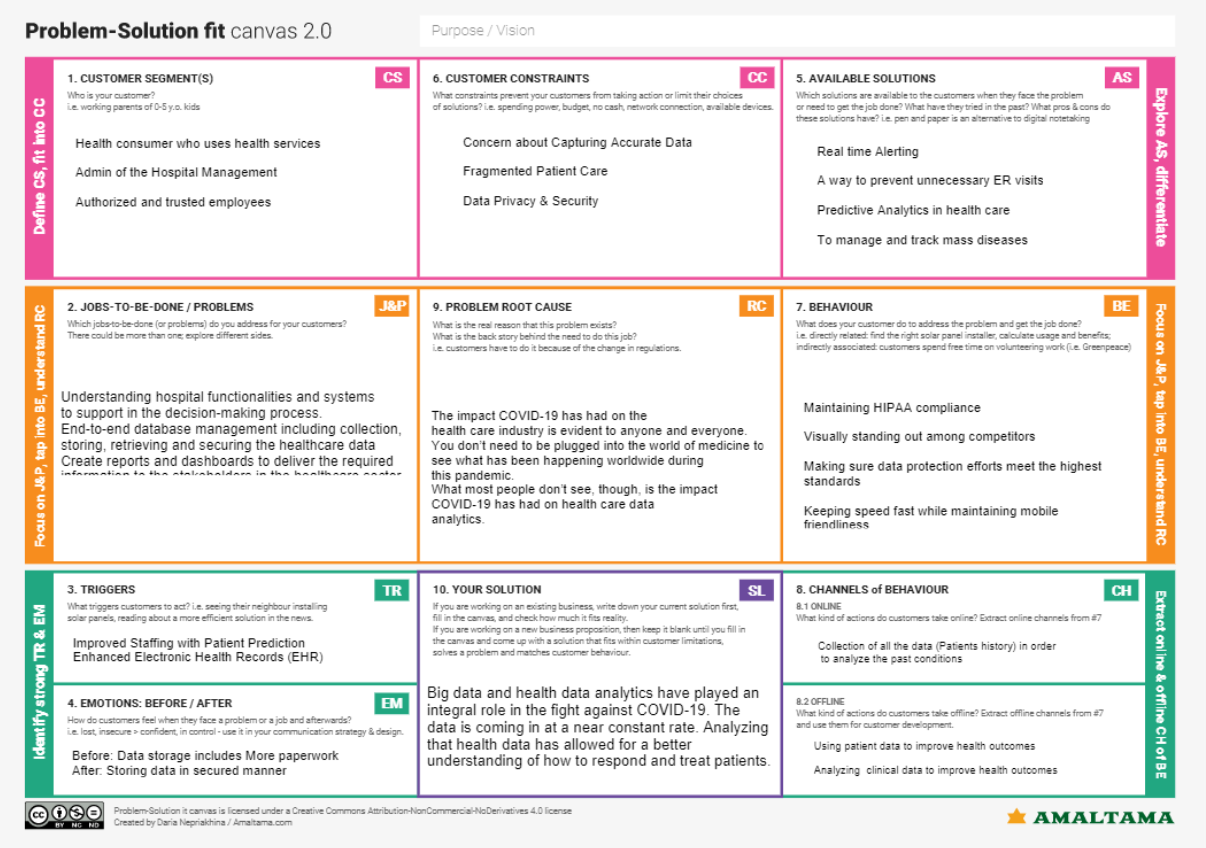 Problem-Solution fit canvas 2.0
Purpose / Vision
Define CS, fit into CC
1. CUSTOMER SEGMENT(S)
CS
Who is your customer?
i.e. working parents of 0-5 y.o. kids
Health consumer who uses health services
Admin of the Hospital Management
Authorized and trusted employees
6. CUSTOMER CONSTRAINTS
CC
What constraints prevent your customers from taking action or limit their choices
of solutions? i.e. spending power, budget, no cash, network connection, available devices.
Concern about Capturing Accurate Data
Fragmented Patient Care
Data Privacy & Security
5. AVAILABLE SOLUTIONS
AS
Which solutions are available to the customers when they face the problem
or need to get the job done? What have they tried in the past? What pros & cons do
these solutions have? i.e. pen and paper is an alternative to digital notetaking
Real time Alerting
A way to prevent unnecessary ER visits
Predictive Analytics in health care
To manage and track mass diseases
Explore AS, differentiate
Focus on J&P, tap into BE, understand RC
2. JOBS-TO-BE-DONE / PROBLEMS
J&P
Which jobs-to-be-done (or problems) do you address for your customers?
There could be more than one; explore different sides.
Understanding hospital functionalities and systems
to support in the decision-making process.
End-to-end database management including collection,
storing, retrieving and securing the healthcare data
Create reports and dashboards to deliver the required
information to the stakeholders in the healthcare sector
9. PROBLEM ROOT CAUSE
RC
What is the real reason that this problem exists?
What is the back story behind the need to do this job?
i.e. customers have to do it because of the change in regulations.
The impact COVID-19 has had on the
health care industry is evident to anyone and everyone.
You don't need to be plugged into the world of medicine to
see what has been happening worldwide during
this pandemic.
What most people don't see, though, is the impact
COVID-19 has had on health care data
analytics.
7. BEHAVIOUR
BE
What does your customer do to address the problem and get the job done?
i.e. directly related: find the right solar panel installer, calculate usage and benefits;
indirectly associated: customers spend free time on volunteering work (i.e. Greenpeace)
Maintaining HIPAA compliance
Visually standing out among competitors
Making sure data protection efforts meet the highest
standards
Keeping speed fast while maintaining mobile
friendliness
Focus on J&P, tap into BE, understand RC
Identify strong TR & EM
3. TRIGGERS
TR
What triggers customers to act? i.e. seeing their neighbour installing
solar panels, reading about a more efficient solution in the news.
Improved Staffing with Patient Prediction
Enhanced Electronic Health Records (EHR)
4. EMOTIONS: BEFORE / AFTER
EM
How do customers feel when they face a problem or a job and afterwards?
i.e. lost, insecure > confident, in control - use it in your communication strategy & design.
Before: Data storage includes More paperwork
After: Storing data in secured manner
10. YOUR SOLUTION
SL
If you are working on an existing business, write down your current solution first,
fill in the canvas, and check how much it fits reality.
If you are working on a new business proposition, then keep it blank until you fill in
the canvas and come up with a solution that fits within customer limitations,
solves a problem and matches customer behaviour.
Big data and health data analytics have played an
integral role in the fight against COVID-19. The
data is coming in at a near constant rate. Analyzing
that health data has allowed for a better
understanding of how to respond and treat patients.
8. CHANNELS of BEHAVIOUR
CH
8.1 ONLINE
What kind of actions do customers take online? Extract online channels from #7
Collection of all the data (Patients history) in order
to analyze the past conditions
8.2 OFFLINE
What kind of actions do customers take offline? Extract offline channels from #7
and use them for customer development.
Using patient data to improve health outcomes
Analyzing clinical data to improve health outcomes
Extract online & offline CH of BE
CC BY NC ND
Problem-Solution it canvas is licensed under a Creative Commons Attribution-NonCommercial-NoDerivatives 4.0 license
Created by Daria Nepriakhina / Amaltama.com
AMALTAMA